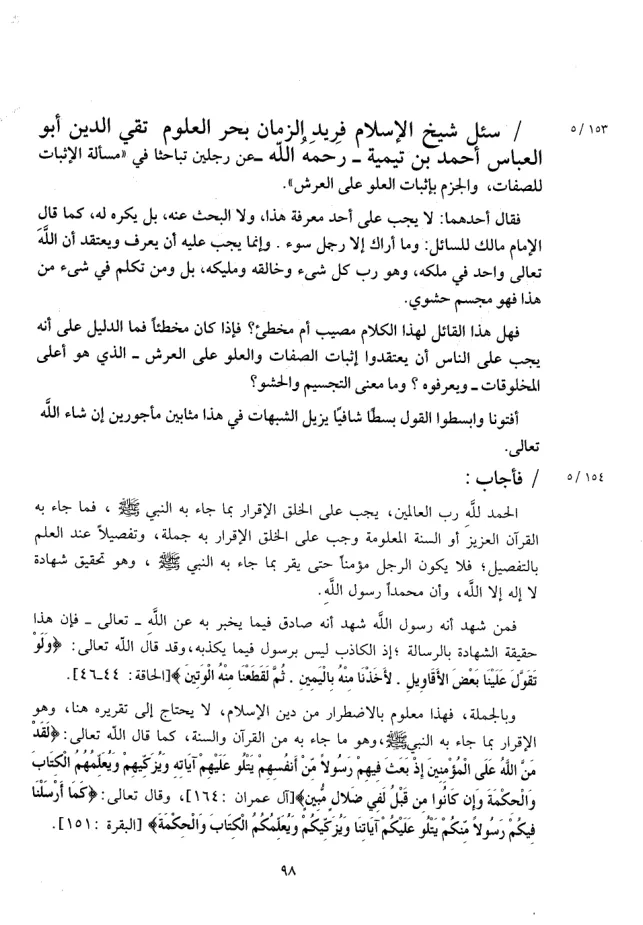 ٥/١٥٣
/ سئل شيخ الإسلام فريد الزمان بحر العلوم تقي الدين أبو
العباس أحمد بن تيمية ـ رحمه الله ـ عن رجلين تباحثا في «مسألة الإثبات
للصفات، والجزم بإثبات العلو على العرش».
فقال أحدهما: لا يجب على أحد معرفة هذا، ولا البحث عنه، بل يكره له، كما قال
الإمام مالك للسائل: وما أراك إلا رجل سوء . وإنما يجب عليه أن يعرف ويعتقد أن الله
تعالى واحد في ملكه، وهو رب كل شىء وخالقه ومليكه، بل ومن تكلم في شىء من
هذا فهو مجسم حشوي.
فهل هذا القائل لهذا الكلام مصيب أم مخطئ؟ فإذا كان مخطئاً فما الدليل على أنه
يجب على الناس أن يعتقدوا إثبات الصفات والعلو على العرش ـ الذي هو أعلى
المخلوقات ـ ويعرفوه ؟ وما معنى التجسيم والحشو؟
أفتونا وابسطوا القول بسطًا شافيًا يزيل الشبهات في هذا مثابين مأجورين إن شاء الله
تعالى.
٥/١٥٤
/ فأجاب :
الحمد لله رب العالمين، يجب على الخلق الإقرار بما جاء به النبي ﷺ ، فما جاء به
القرآن العزيز أو السنة المعلومة وجب على الخلق الإقرار به جملة، وتفصيلاً عند العلم
بالتفصيل؛ فلا يكون الرجل مؤمناً حتى يقر بما جاء به النبي ﷺ ، وهو تحقيق شهادة
لا إله إلا الله، وأن محمداً رسول الله.
فمن شهد أنه رسول الله شهد أنه صادق فيما يخبر به عن الله ـ تعالى ـ فإن هذا
حقيقة الشهادة بالرسالة ؛إذ الكاذب ليس برسول فيما يكذبه،وقد قال الله تعالى: ﴿وَلَوْ
تَقَوَّلَ عَلَيْنَا بَعْضَ الأَقَاوِيلِ . لأَخَذْنَا مِنْهُ بِالْيَمِينِ . ثُمَّ لَقَطَعْنَا مِنْهُ الْوَتِينَ ﴾[الحاقة: ٤٤ـ٤٦].
وبالجملة، فهذا معلوم بالاضطرار من دين الإسلام، لا يحتاج إلى تقريره هنا، وهو
الإقرار بما جاء به النبيﷺ،وهو ما جاء به من القرآن والسنة، كما قال الله تعالى:﴿لَقَدْ
مَنَّ اللهُ عَلَى الْمُؤْمِنِينَ إِذْ بَعَثَ فِيهِمْ رَسُولاً مِّنْ أَنفُسِهِمْ يَتْلُو عَلَيْهِمْ آيَاتِهِ وَيُزَكِّيهِمْ وَيُعَلِّمُهُمُ الْكِتَابَ
وَالْحِكْمَةَ وَإِن كَانُوا مِن قَبْلُ لَفِي ضَلالٍ مُّبِينٍ﴾[آل عمران :١٦٤]، وقال تعالى:﴿كَمَا أَرْسَلْنَا
فِيكُمْ رَسُولاً مِّنكُمْ يَتْلُو عَلَيْكُمْ آيَاتِنَا وَيُزَكِّيكُمْ وَيُعَلِّمُكُمُ الْكِتَابَ وَالْحِكْمَةَ﴾ [البقرة :١٥١].
٩٨